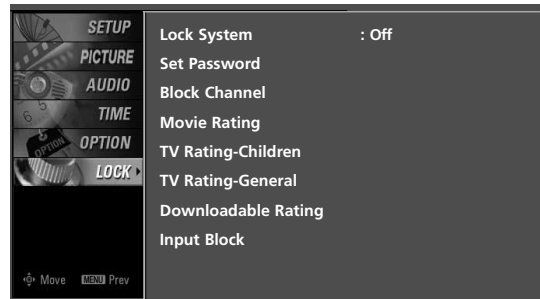 SETUP
PICTURE
AUDIO
TIME
OPTION
LOCK
Move MENU Prev
Lock System : Off
Set Password
Block Channel
Movie Rating
TV Rating-Children
TV Rating-General
Downloadable Rating
Input Block